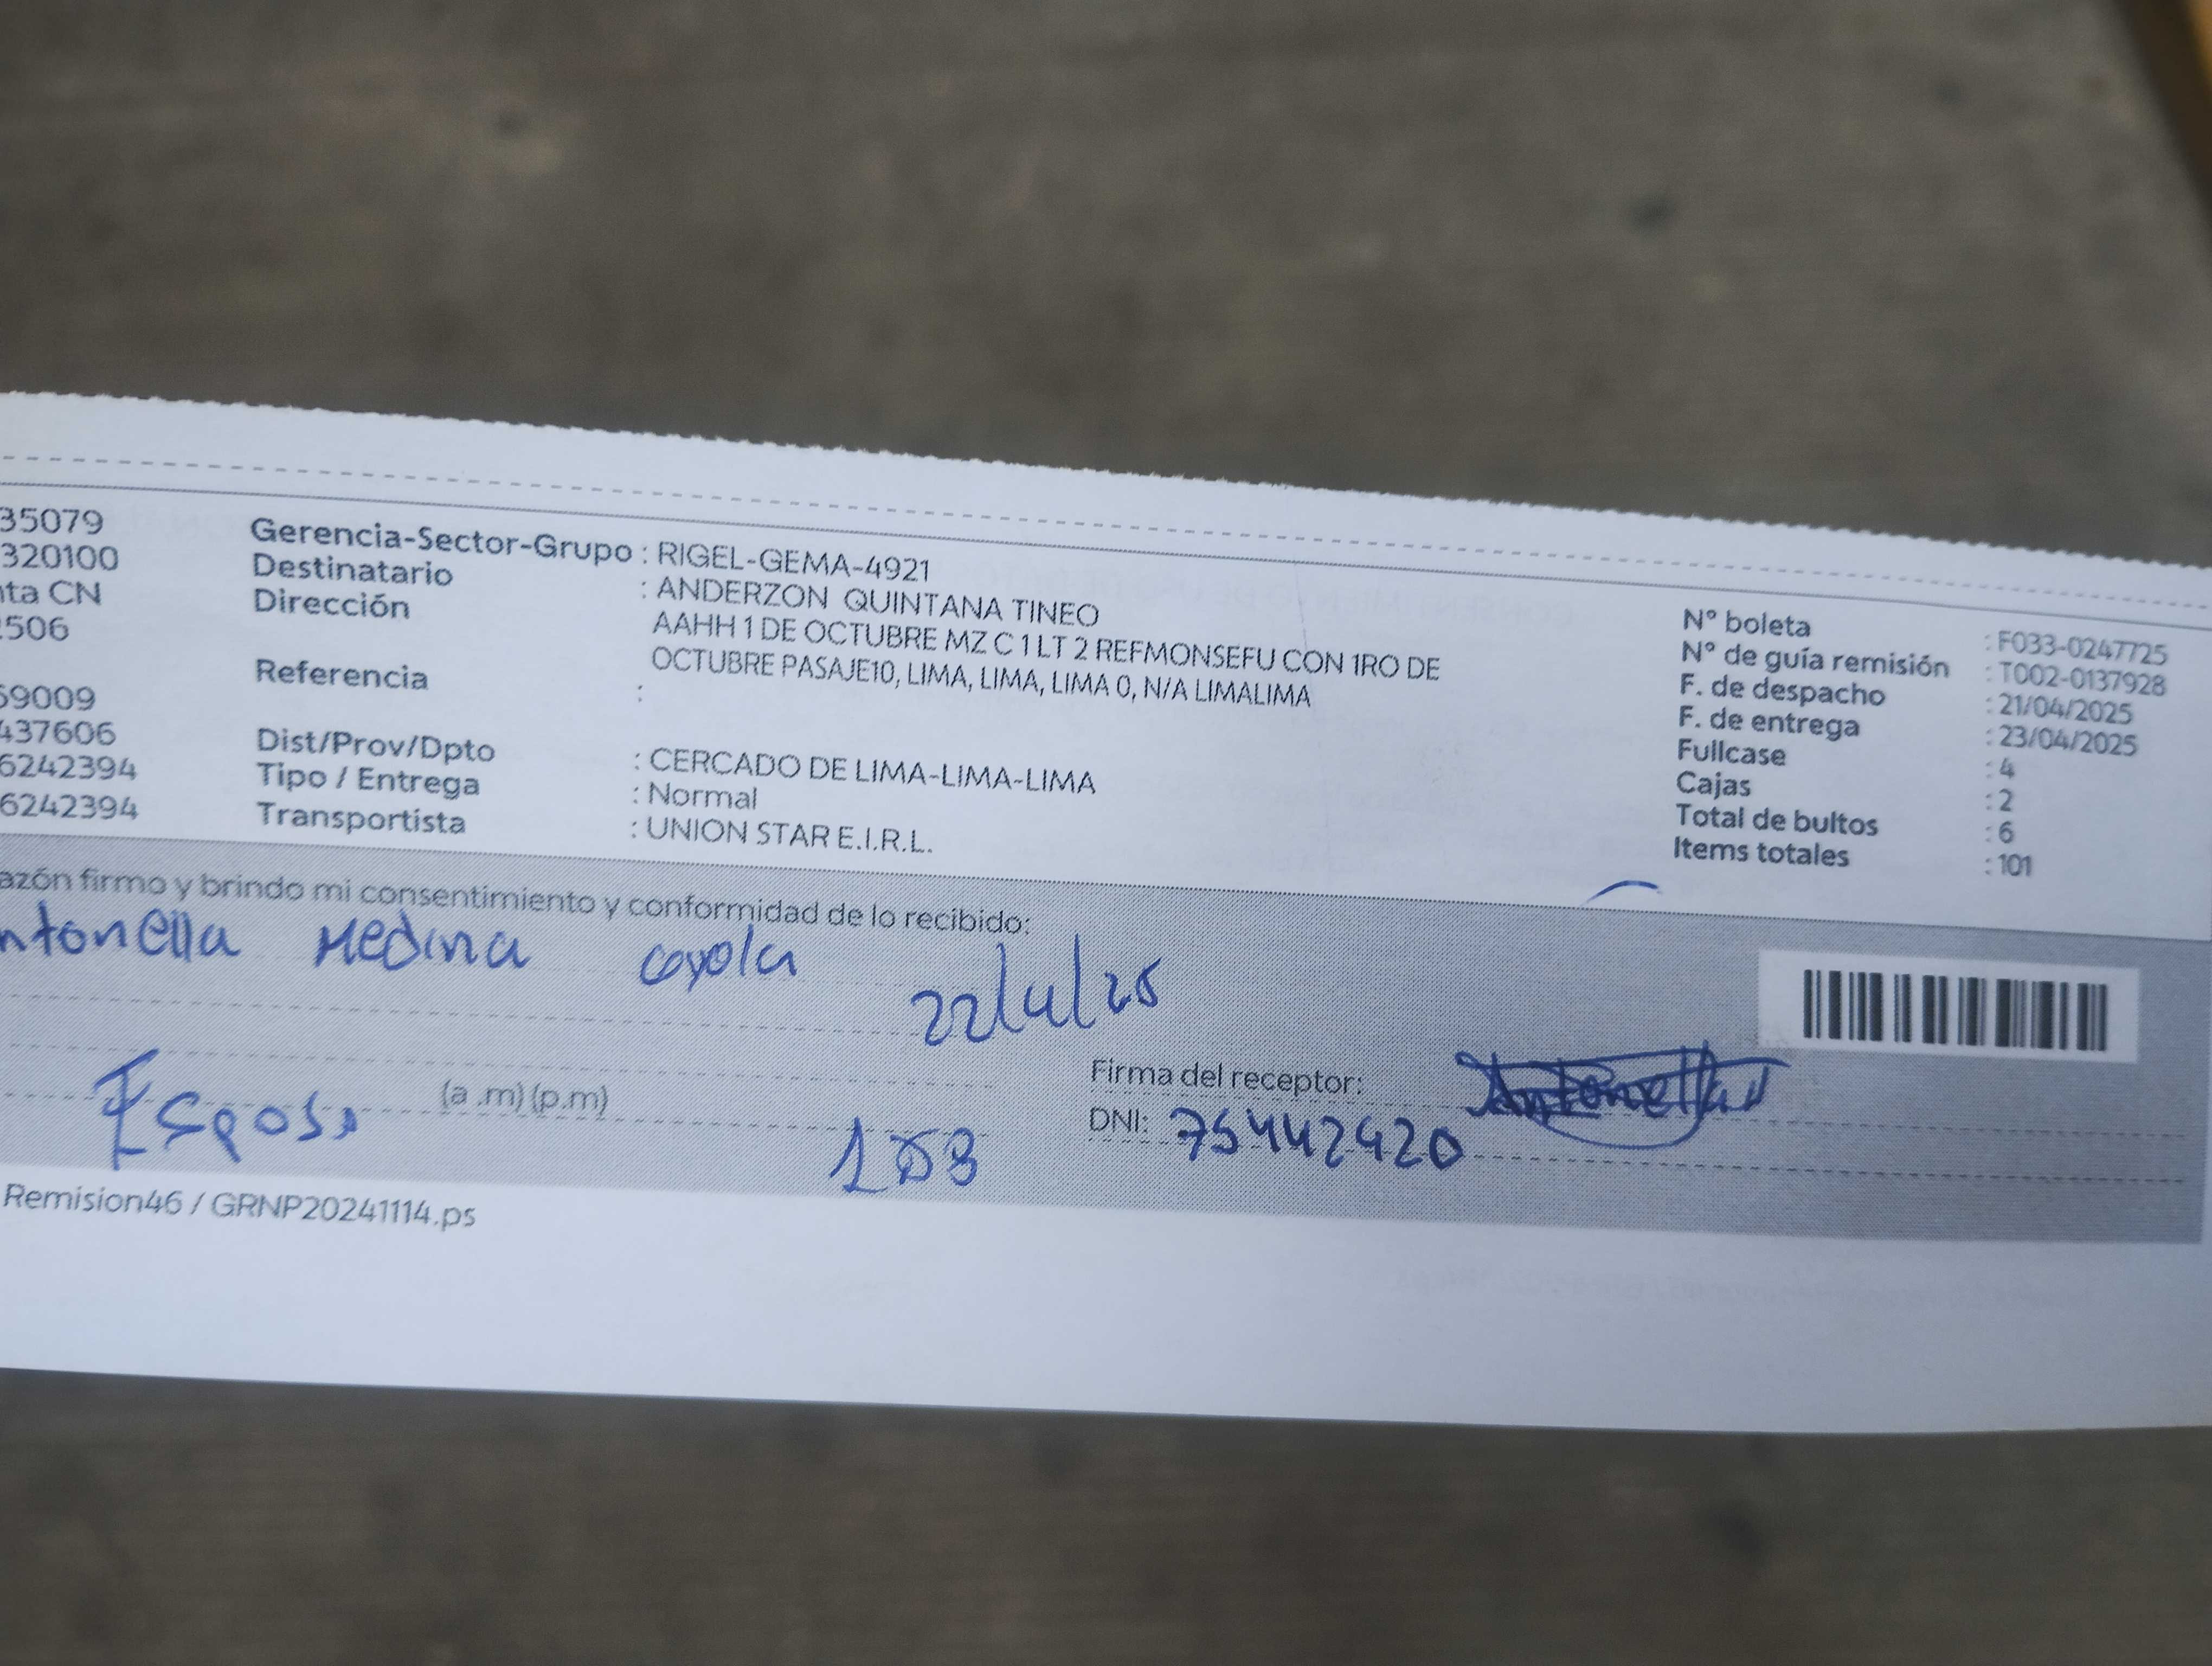 35079
320100
nta CN
2506
69009
437606
6242394
6242394
Gerencia-Sector-Grupo : RIGEL-GEMA-4921
Destinatario : ANDERZON QUINTANA TINEO
Dirección AAHH 1 DE OCTUBRE MZ C 1 LT 2 REFMONSEFU CON 1RO DE
OCTUBRE PASAJE10, LIMA, LIMA, LIMA 0, N/A LIMALIMA
Referencia :
Dist/Prov/Dpto : CERCADO DE LIMA-LIMA-LIMA
Tipo / Entrega : Normal
Transportista : UNION STAR E.I.R.L.
N° boleta : F033-0247725
N° de guía remisión : T002-0137928
F. de despacho : 21/04/2025
F. de entrega : 23/04/2025
Fullcase : 4
Cajas : 2
Total de bultos : 6
Items totales : 101
azón firmo y brindo mi consentimiento y conformidad de lo recibido:
ntonella Medina
22/4/25
(a .m) (p.m)
Firma del receptor: Antonella
DNI: 75442420
Remision46 / GRNP20241114.ps